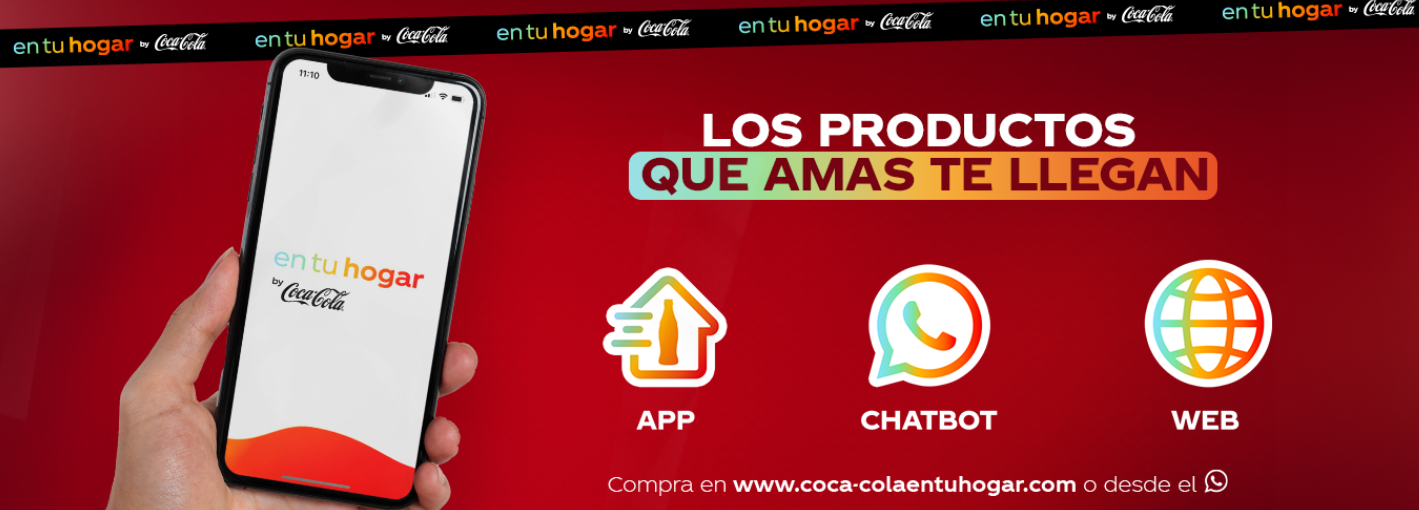 en tu hogar by Coca-Cola en tu hogar by Coca-Cola en tu hogar by Coca-Cola en tu hogar by Coca-Cola en tu hogar by Coca-Cola en tu hogar by Coca-Cola
11:10
en tu hogar
by Coca-Cola
LOS PRODUCTOS
QUE AMAS TE LLEGAN
APP CHATBOT WEB
Compra en www.coca-colaentuhogar.com o desde el